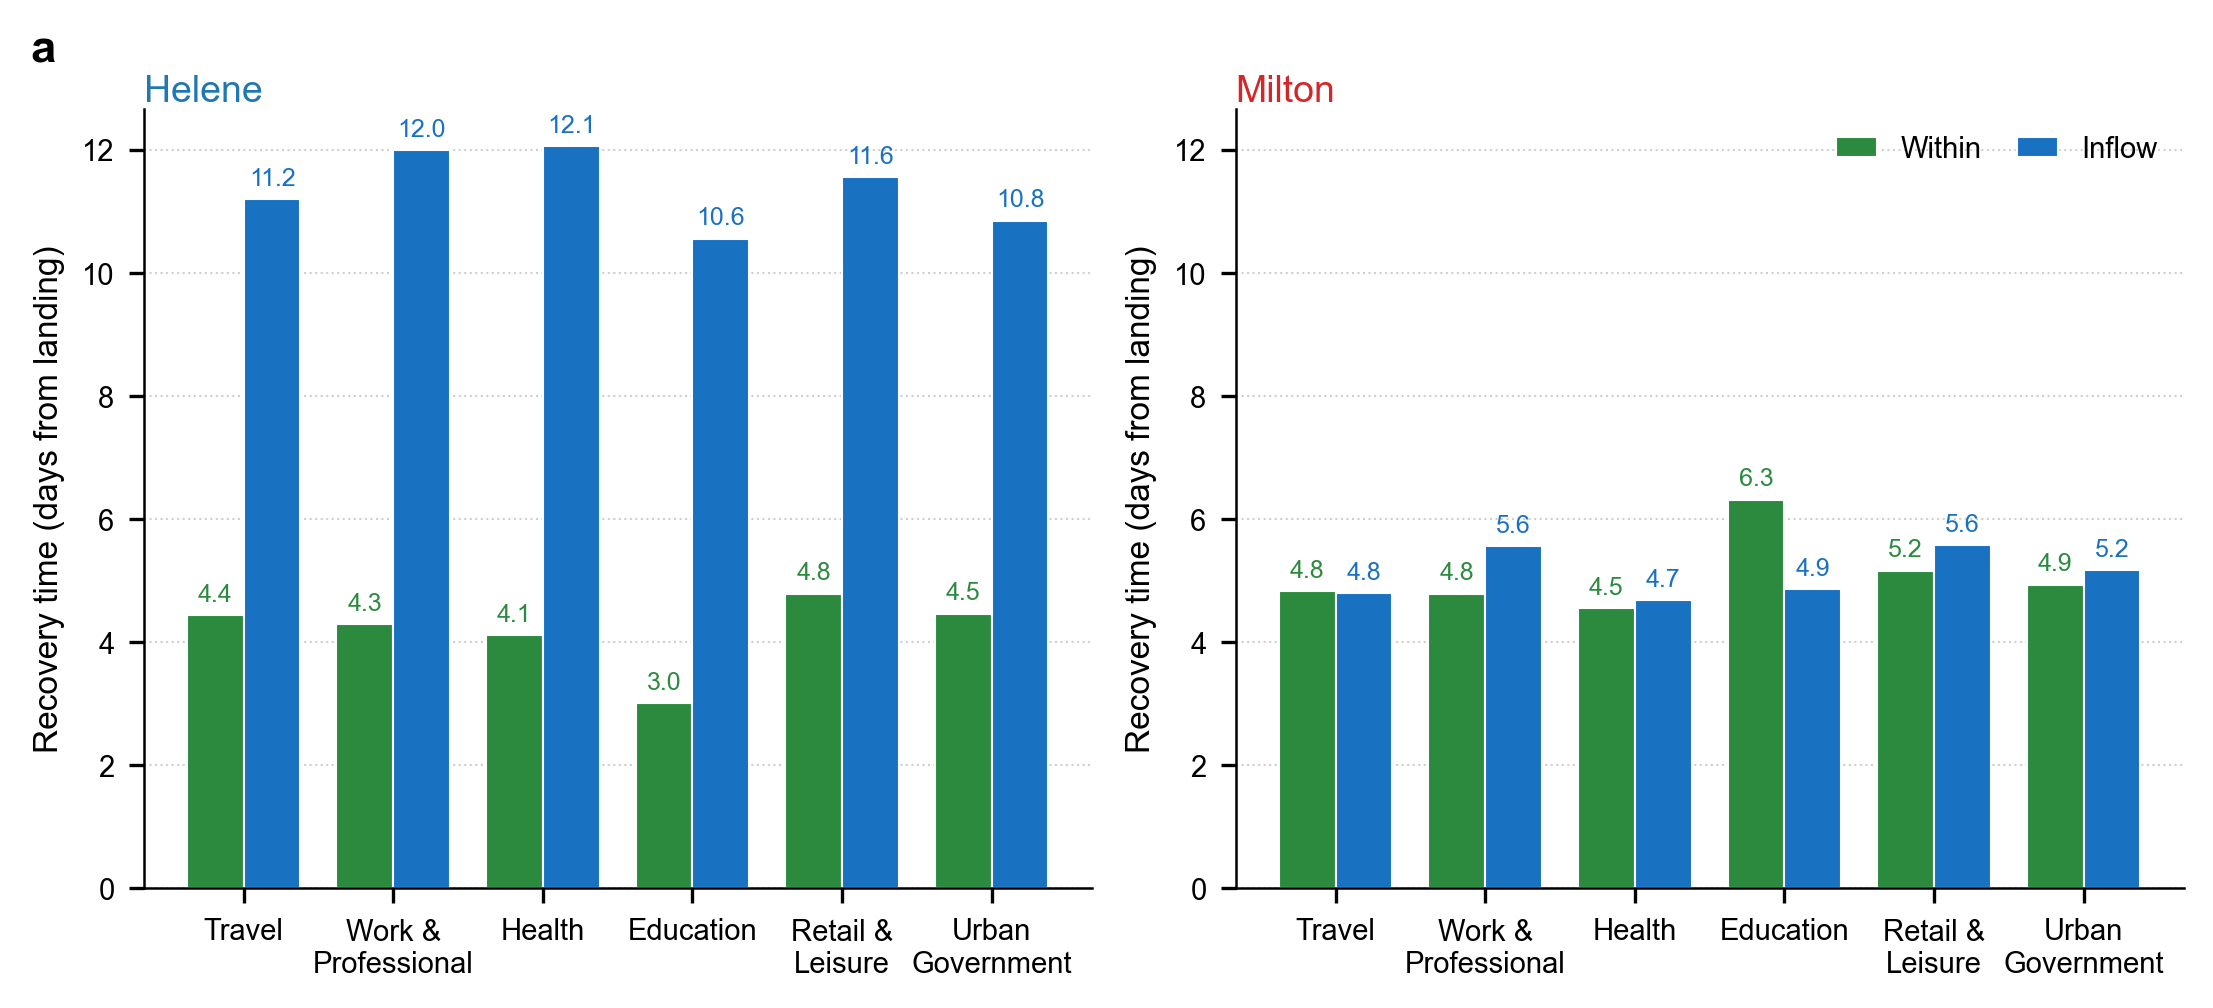 a
Helene
Recovery time (days from landing)
12
10
8
6
4
2
0
4.4
11.2
4.3
12.0
4.1
12.1
3.0
10.6
4.8
11.6
4.5
10.8
Travel
Work &
Professional
Health
Education
Retail &
Leisure
Urban
Government
Milton
Within
Inflow
Recovery time (days from landing)
12
10
8
6
4
2
0
4.8
4.8
4.8
5.6
4.5
4.7
6.3
4.9
5.2
5.6
4.9
5.2
Travel
Work &
Professional
Health
Education
Retail &
Leisure
Urban
Government